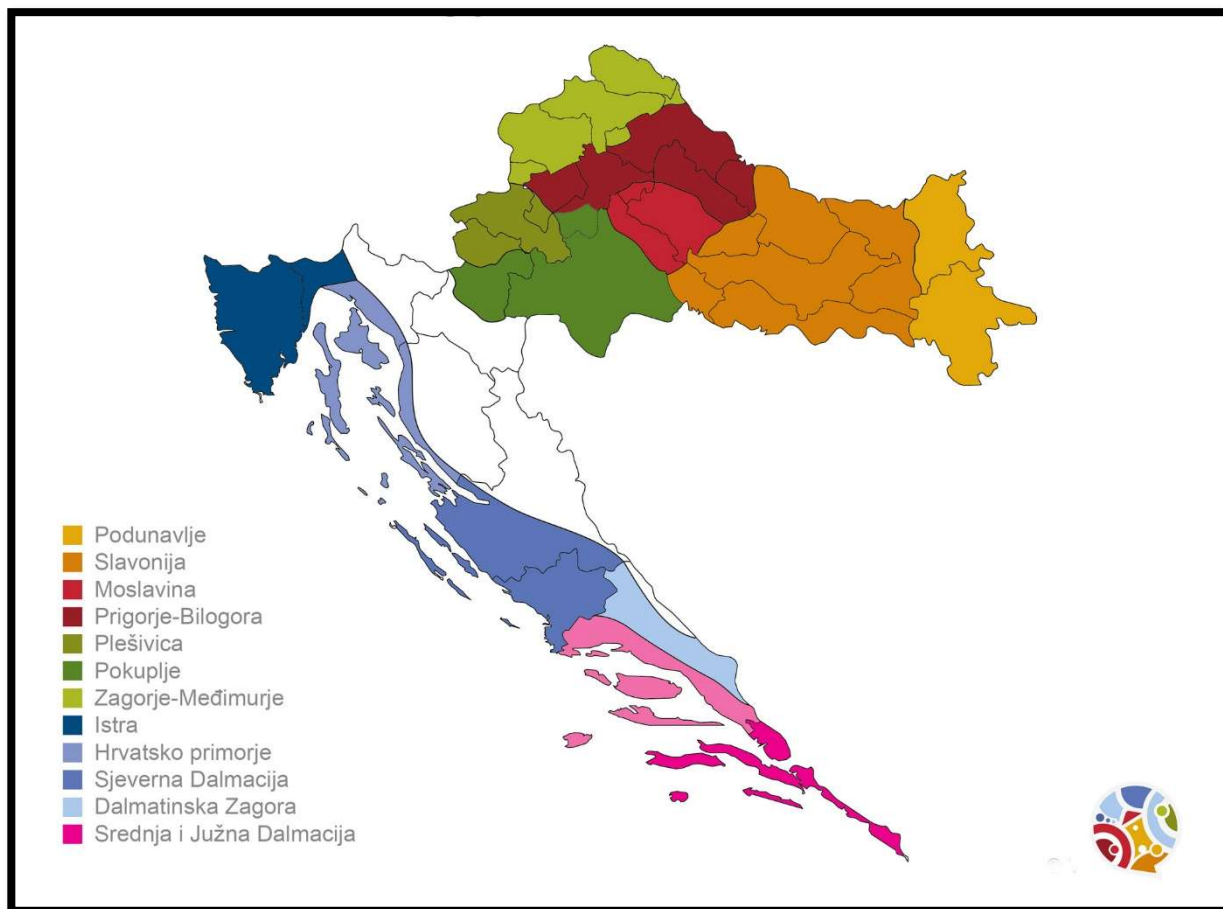 Podunavlje
Slavonija
Moslavina
Prigorje-Bilogora
Plešivica
Pokuplje
Zagorje-Međimurje
Istra
Hrvatsko primorje
Sjeverna Dalmacija
Dalmatinska Zagora
Srednja i Južna Dalmacija